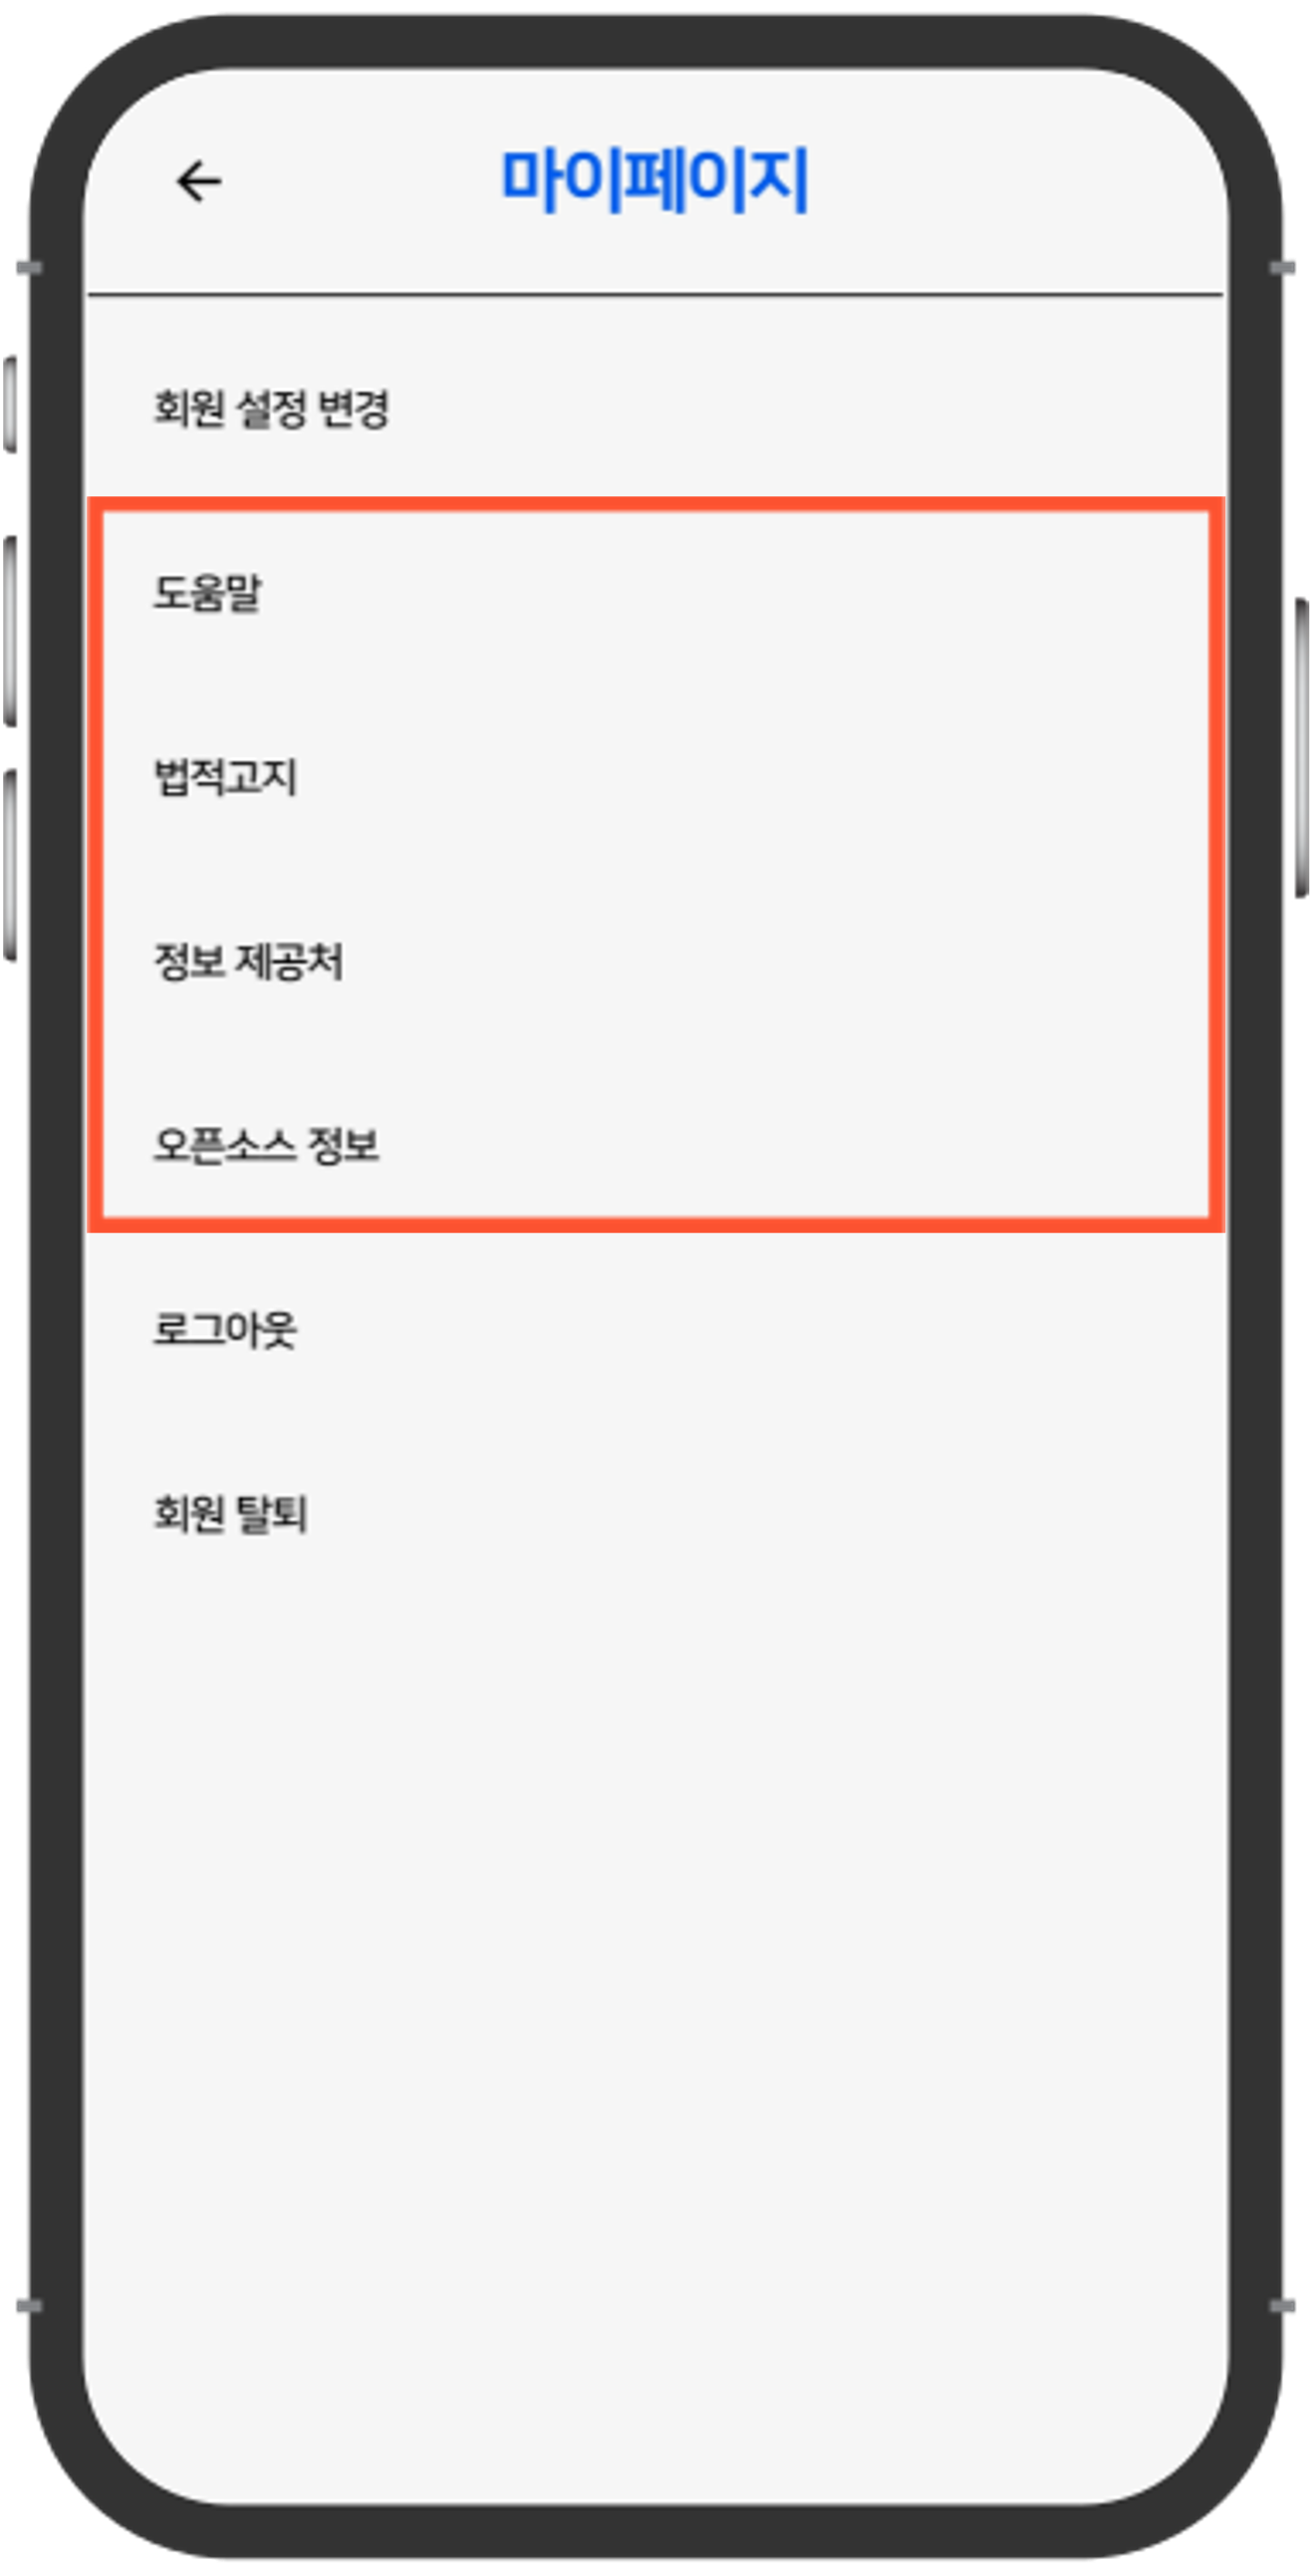 마이페이지
회원 설정 변경
도움말
법적고지
정보 제공처
오픈소스 정보
로그아웃
회원 탈퇴